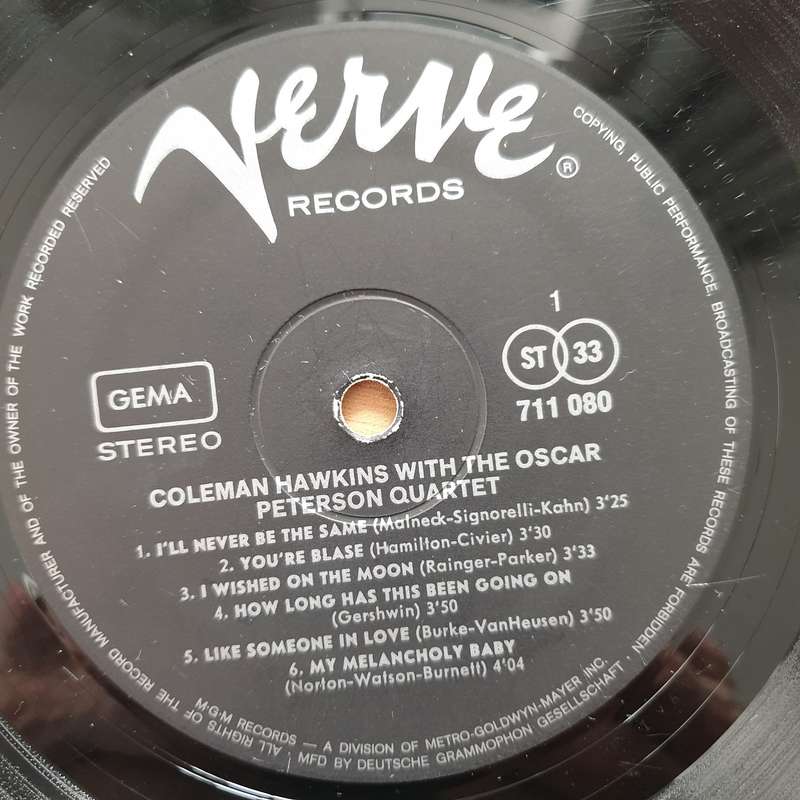 Verve
RECORDS
®
1
ST 33
711 080
GEMA
STEREO
COLEMAN HAWKINS WITH THE OSCAR
PETERSON QUARTET
1. I'LL NEVER BE THE SAME (Malneck-Signorelli-Kahn) 3'25
2. YOU'RE BLASE (Hamilton-Civier) 3'30
3. I WISHED ON THE MOON (Rainger-Parker) 3'33
4. HOW LONG HAS THIS BEEN GOING ON
(Gershwin) 3'50
5. LIKE SOMEONE IN LOVE (Burke-VanHeusen) 3'50
6. MY MELANCHOLY BABY
(Norton-Watson-Burnett) 4'04
ALL RIGHTS OF THE RECORD MANUFACTURER AND OF THE OWNER OF THE WORK RECORDED RESERVED
COPYING, PUBLIC PERFORMANCE, BROADCASTING OF THESE RECORDS ARE FORBIDDEN
M·G·M RECORDS — A DIVISION OF METRO-GOLDWYN-MAYER INC.
MFD BY DEUTSCHE GRAMMOPHON GESELLSCHAFT ·